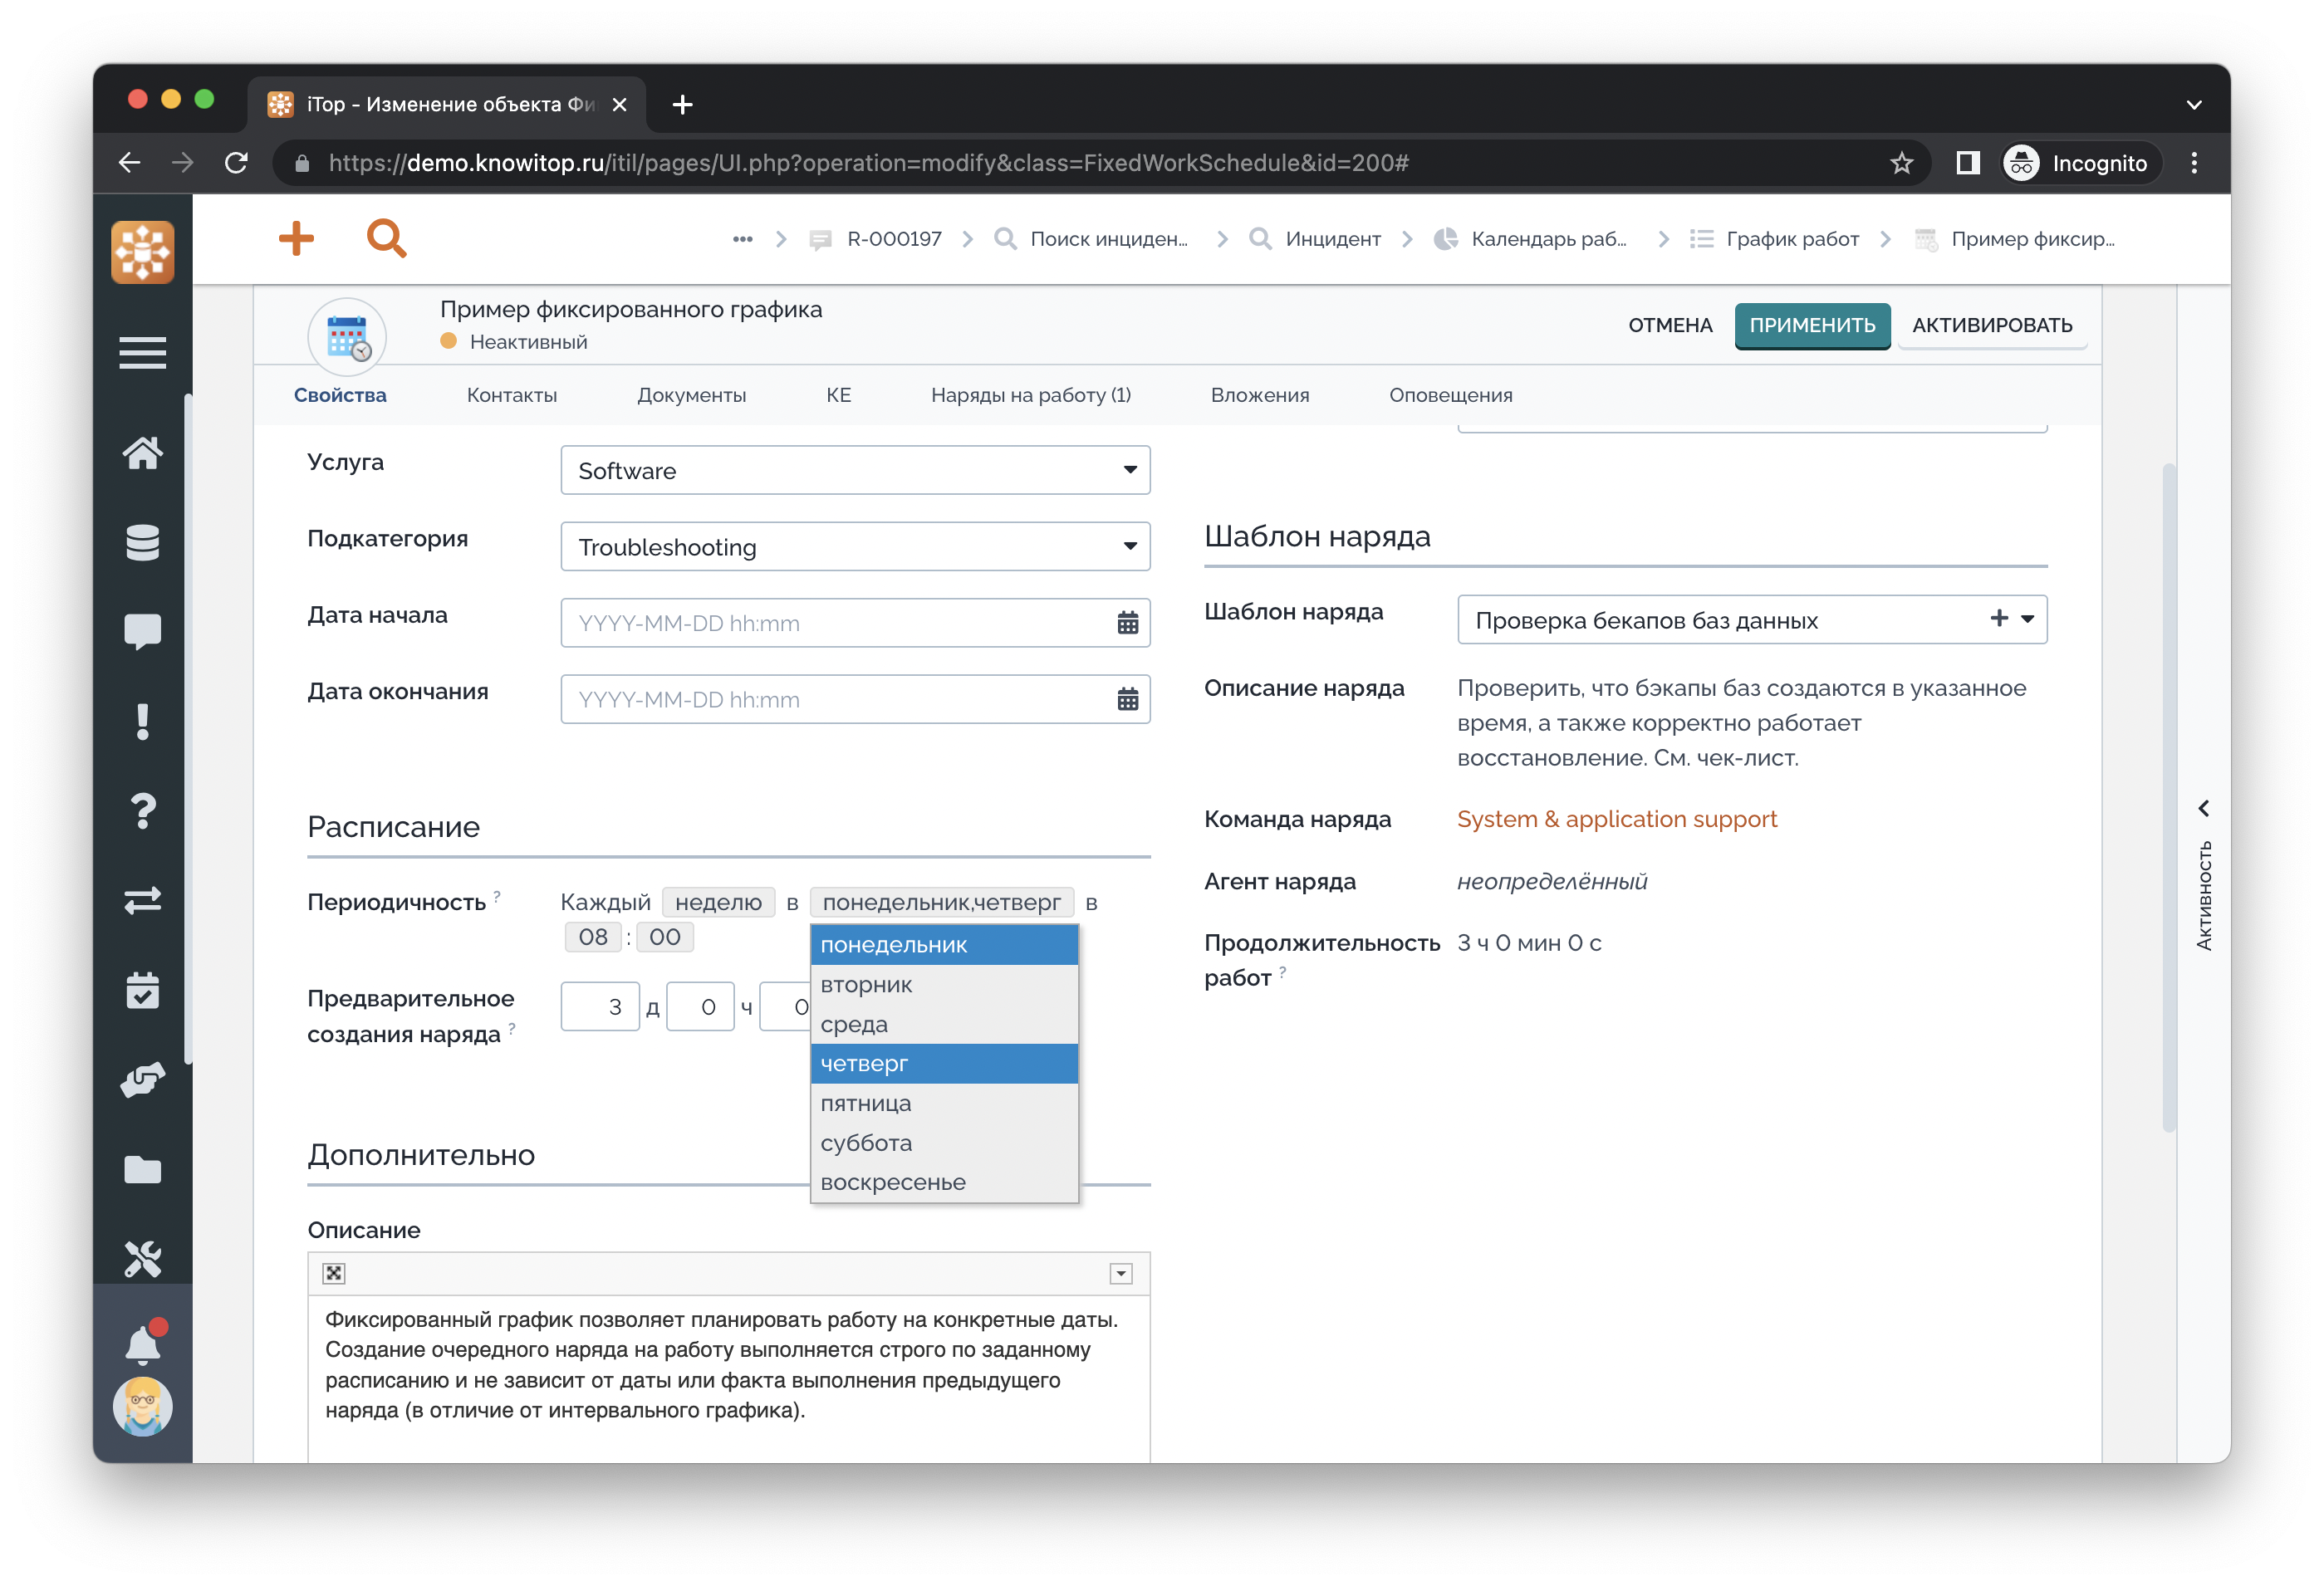 iTop - Изменение объекта Фи
https://demo.knowitop.ru/itil/pages/UI.php?operation=modify&class=FixedWorkSchedule&id=200#
Incognito
R-000197
Поиск инциден...
Инцидент
Календарь раб...
График работ
Пример фиксир...
Пример фиксированного графика
Неактивный
ОТМЕНА
ПРИМЕНИТЬ
АКТИВИРОВАТЬ
Свойства
Контакты
Документы
КЕ
Наряды на работу (1)
Вложения
Оповещения
Услуга
Software
Подкатегория
Troubleshooting
Дата начала
YYYY-MM-DD hh:mm
Дата окончания
YYYY-MM-DD hh:mm
Расписание
Периодичность ?
Каждый неделю в понедельник,четверг в
08 : 00
понедельник
вторник
среда
четверг
пятница
суббота
воскресенье
Предварительное
создания наряда ?
3 д 0 ч 0
Дополнительно
Описание
Фиксированный график позволяет планировать работу на конкретные даты.
Создание очередного наряда на работу выполняется строго по заданному
расписанию и не зависит от даты или факта выполнения предыдущего
наряда (в отличие от интервального графика).
Шаблон наряда
Шаблон наряда
Проверка бекапов баз данных
Описание наряда
Проверить, что бэкапы баз создаются в указанное
время, а также корректно работает
восстановление. См. чек-лист.
Команда наряда
System & application support
Агент наряда
неопределённый
Продолжительность
работ ?
3 ч 0 мин 0 с
Активность